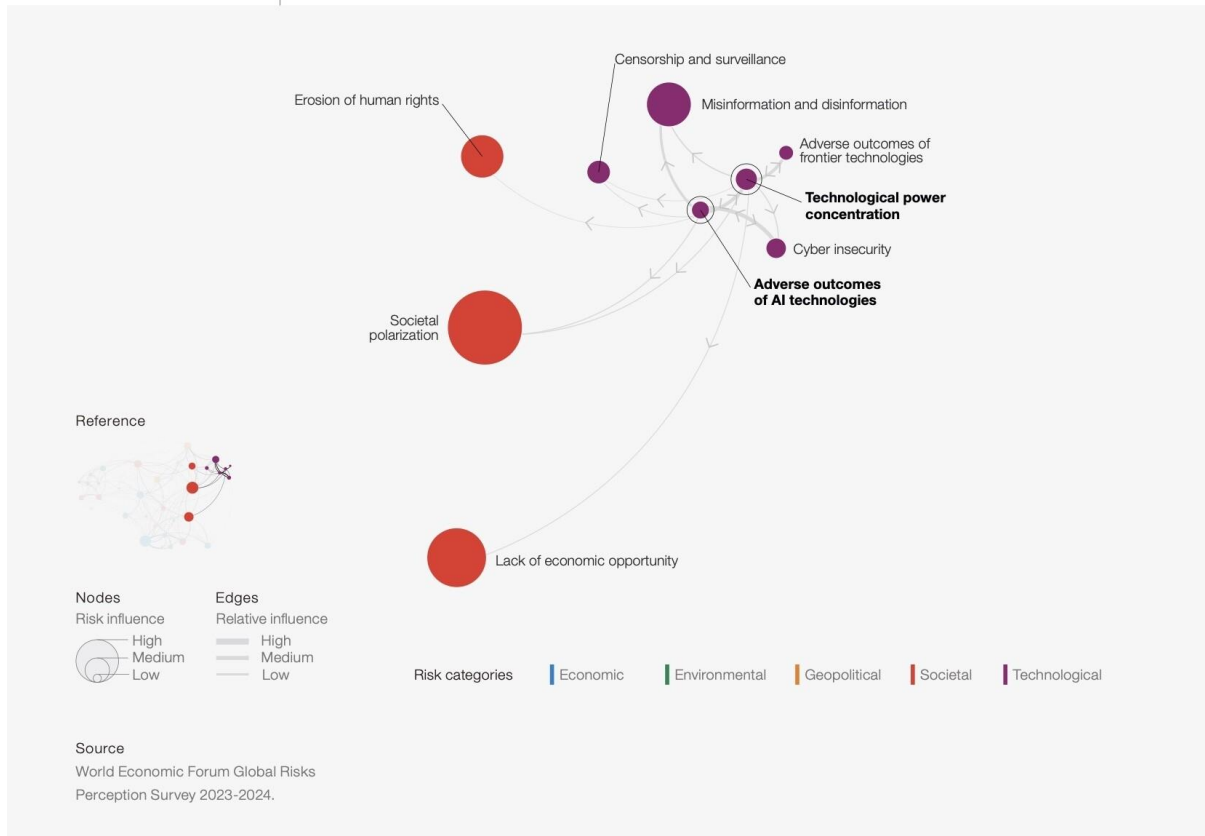 Censorship and surveillance
Erosion of human rights
Misinformation and disinformation
Adverse outcomes of
frontier technologies
Technological power
concentration
Cyber insecurity
Adverse outcomes
of AI technologies
Societal
polarization
Lack of economic opportunity
Reference
Nodes
Risk influence
High
Medium
Low
Edges
Relative influence
High
Medium
Low
Risk categories
Economic
Environmental
Geopolitical
Societal
Technological
Source
World Economic Forum Global Risks
Perception Survey 2023-2024.